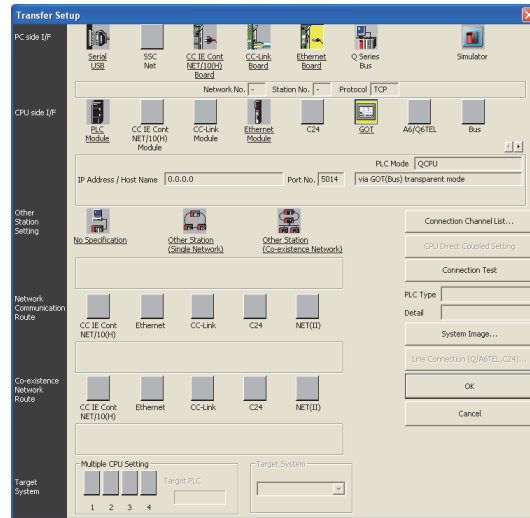 Transfer Setup
PC side I/F
Serial USB
SSC Net
CC IE Cont NET/10(H) Board
CC-Link Board
Ethernet Board
Q Series Bus
Simulator
Network No. -
Station No. -
Protocol TCP
CPU side I/F
PLC Module
CC IE Cont NET/10(H) Module
CC-Link Module
Ethernet Module
C24
GOT
A6/Q6TEL
Bus
PLC Mode QCPU
IP Address / Host Name 0.0.0.0
Port No. 5014
via GOT(Bus) transparent mode
Other Station Setting
No Specification
Other Station (Single Network)
Other Station (Co-existence Network)
Connection Channel List...
CPU Direct Coupled Setting
Connection Test
PLC Type
Detail
System Image...
Line Connection (Q/A6TEL,C24)...
OK
Cancel
Network Communication Route
CC IE Cont NET/10(H)
Ethernet
CC-Link
C24
NET(II)
Co-existence Network Route
CC IE Cont NET/10(H)
Ethernet
CC-Link
C24
NET(II)
Target System
Multiple CPU Setting
1 2 3 4
Target PLC
Target System